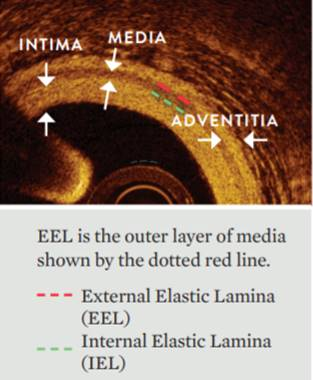 INTIMA
MEDIA
ADVENTITIA
EEL is the outer layer of media
shown by the dotted red line.
External Elastic Lamina
(EEL)
Internal Elastic Lamina
(IEL)